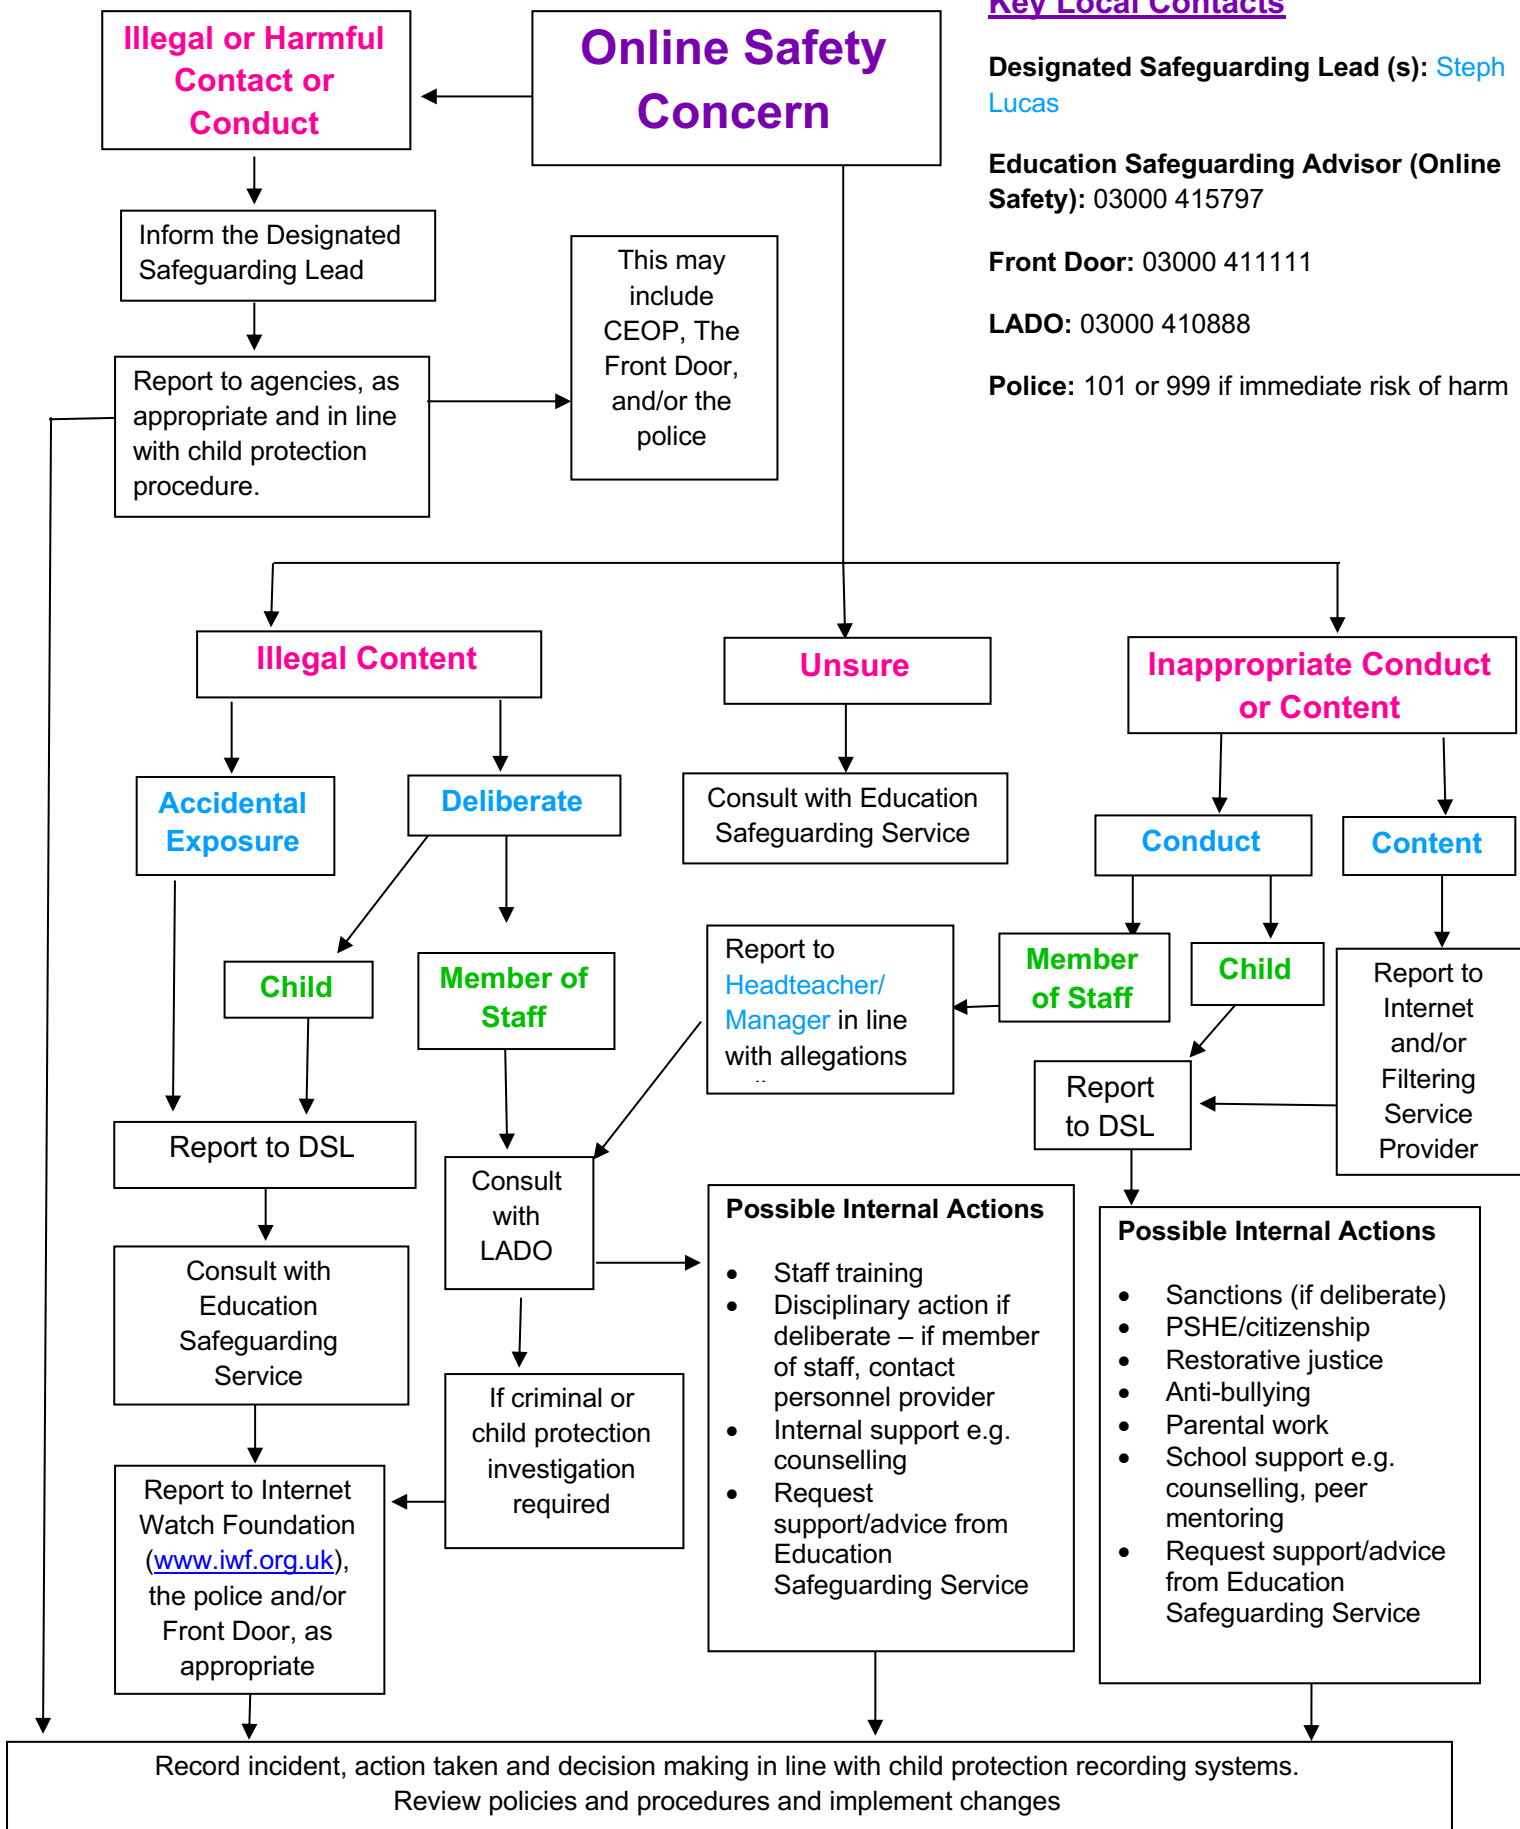 Key Local Contacts
Illegal or Harmful
Contact or
Conduct
Online Safety
Concern
Designated Safeguarding Lead (s): Steph
Lucas
Education Safeguarding Advisor (Online
Safety): 03000 415797
Front Door: 03000 411111
LADO: 03000 410888
Police: 101 or 999 if immediate risk of harm
Inform the Designated
Safeguarding Lead
Report to agencies, as
appropriate and in line
with child protection
procedure.
This may
include
CEOP, The
Front Door,
and/or the
police
Illegal Content
Unsure
Inappropriate Conduct
or Content
Accidental
Exposure
Deliberate
Consult with Education
Safeguarding Service
Conduct
Content
Child
Member of
Staff
Report to
Headteacher/
Manager in line
with allegations
Member
of Staff
Child
Report to
Internet
and/or
Filtering
Service
Provider
Report to DSL
Consult
with
LADO
Report
to DSL
Consult with
Education
Safeguarding
Service
If criminal or
child protection
investigation
required
Report to Internet
Watch Foundation
(www.iwf.org.uk),
the police and/or
Front Door, as
appropriate
Possible Internal Actions
• Staff training
• Disciplinary action if
deliberate – if member
of staff, contact
personnel provider
• Internal support e.g.
counselling
• Request
support/advice from
Education
Safeguarding Service
Possible Internal Actions
• Sanctions (if deliberate)
• PSHE/citizenship
• Restorative justice
• Anti-bullying
• Parental work
• School support e.g.
counselling, peer
mentoring
• Request support/advice
from Education
Safeguarding Service
Record incident, action taken and decision making in line with child protection recording systems.
Review policies and procedures and implement changes